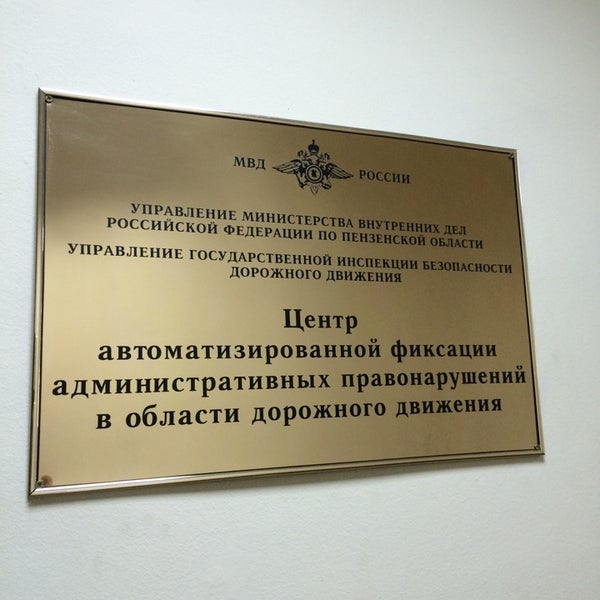 МВД РОССИИ
УПРАВЛЕНИЕ МИНИСТЕРСТВА ВНУТРЕННИХ ДЕЛ
РОССИЙСКОЙ ФЕДЕРАЦИИ ПО ПЕНЗЕНСКОЙ ОБЛАСТИ
УПРАВЛЕНИЕ ГОСУДАРСТВЕННОЙ ИНСПЕКЦИИ БЕЗОПАСНОСТИ
ДОРОЖНОГО ДВИЖЕНИЯ
Центр
автоматизированной фиксации
административных правонарушений
в области дорожного движения